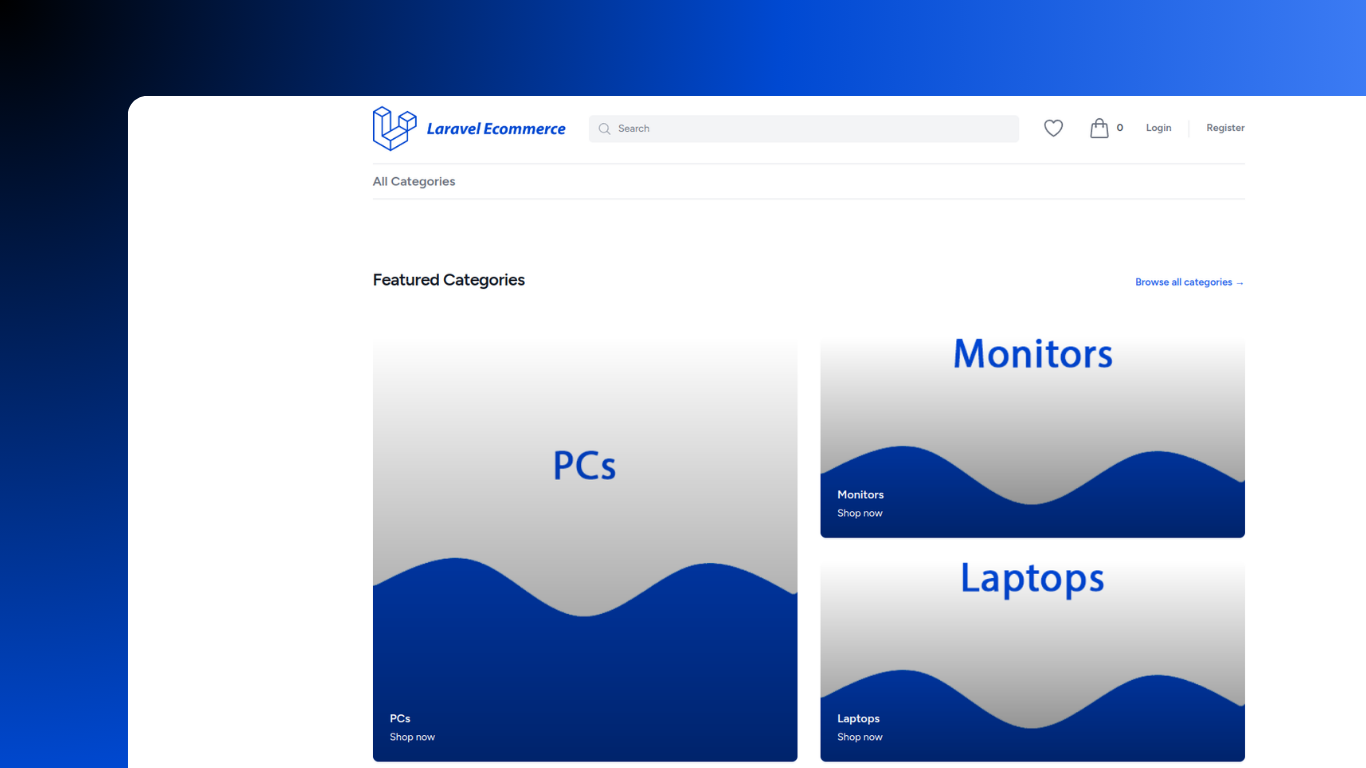 Laravel Ecommerce
Search
0
Login
Register
All Categories
Featured Categories
Browse all categories →
PCs
PCs
Shop now
Monitors
Monitors
Shop now
Laptops
Laptops
Shop now